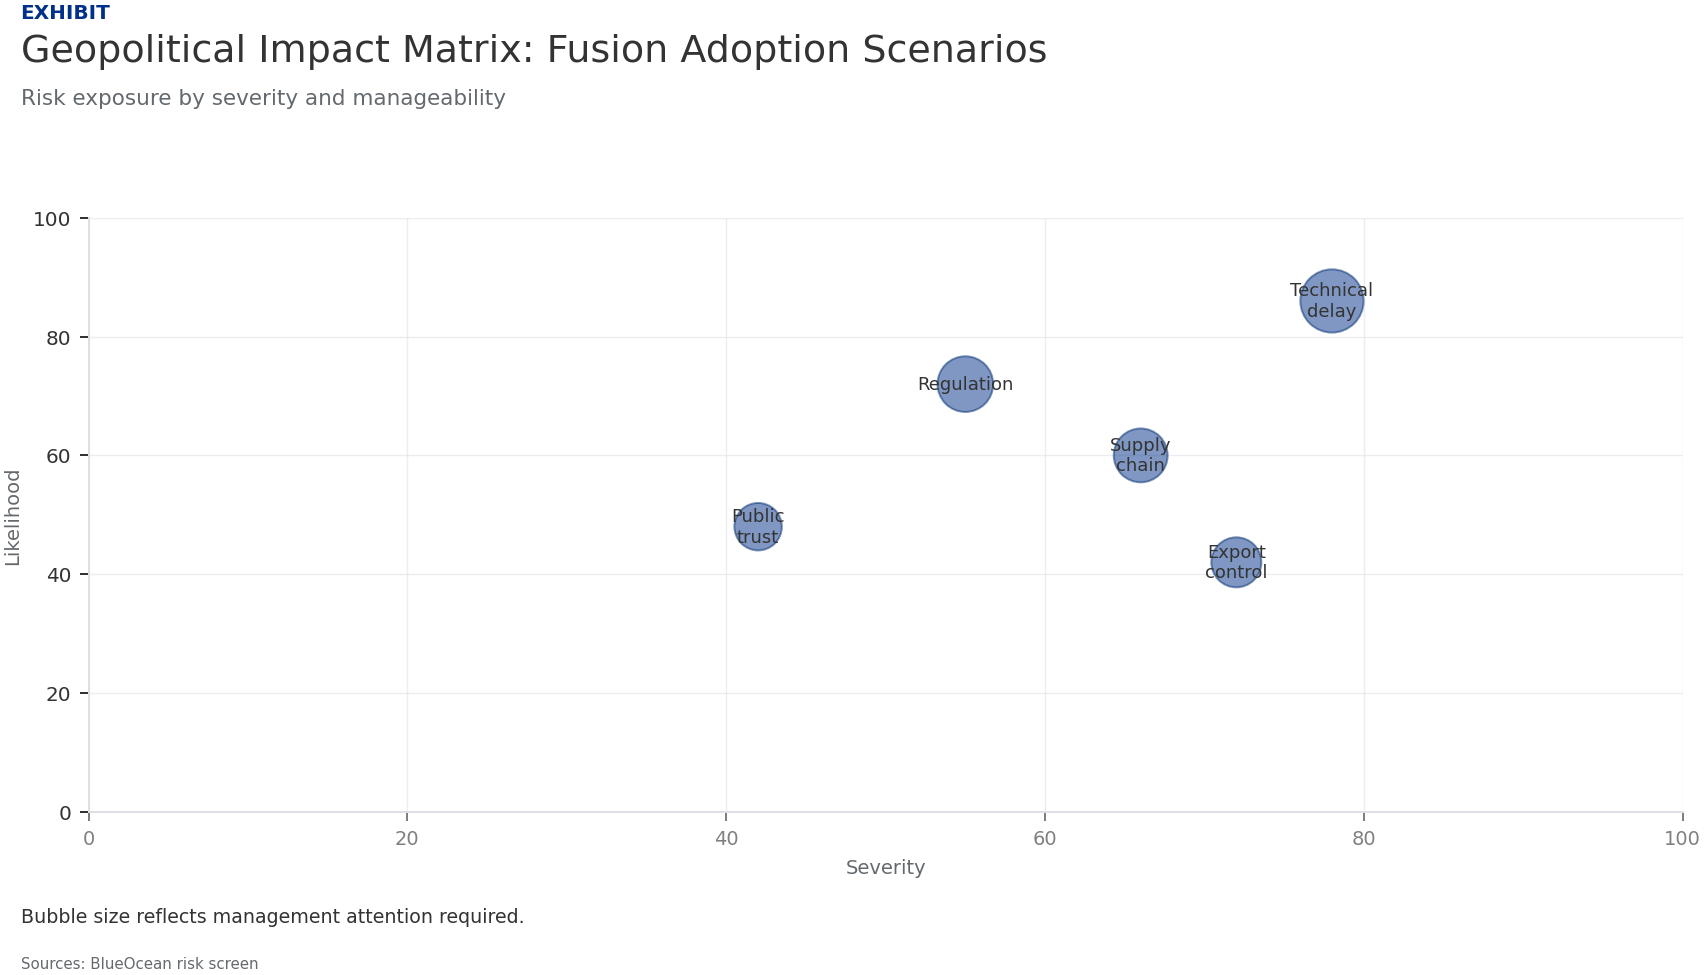 EXHIBIT
Geopolitical Impact Matrix: Fusion Adoption Scenarios
Risk exposure by severity and manageability
100
80
60
40
20
0
Likelihood
Technical
delay
Regulation
Supply
chain
Public
trust
Export
control
0 20 40 60 80 100
Severity
Bubble size reflects management attention required.
Sources: BlueOcean risk screen